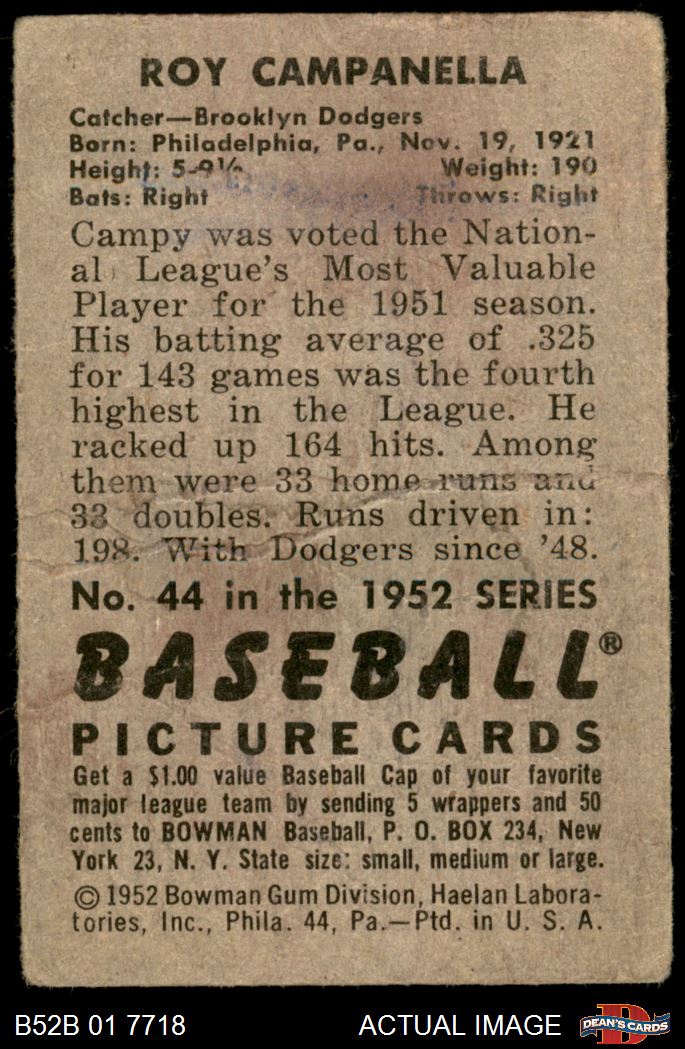 ROY CAMPANELLA
Catcher—Brooklyn Dodgers
Born: Philadelphia, Pa., Nov. 19, 1921
Height: 5-9½ Weight: 190
Bats: Right Throws: Right
Campy was voted the Nation-
al League's Most Valuable
Player for the 1951 season.
His batting average of .325
for 143 games was the fourth
highest in the League. He
racked up 164 hits. Among
them were 33 home runs and
33 doubles. Runs driven in:
198. With Dodgers since '48.
No. 44 in the 1952 SERIES
BASEBALL®
PICTURE CARDS
Get a $1.00 value Baseball Cap of your favorite
major league team by sending 5 wrappers and 50
cents to BOWMAN Baseball, P. O. BOX 234, New
York 23, N. Y. State size: small, medium or large.
© 1952 Bowman Gum Division, Haelan Labora-
tories, Inc., Phila. 44, Pa.—Ptd. in U. S. A.
B52B 01 7718 ACTUAL IMAGE D DEAN'S CARDS